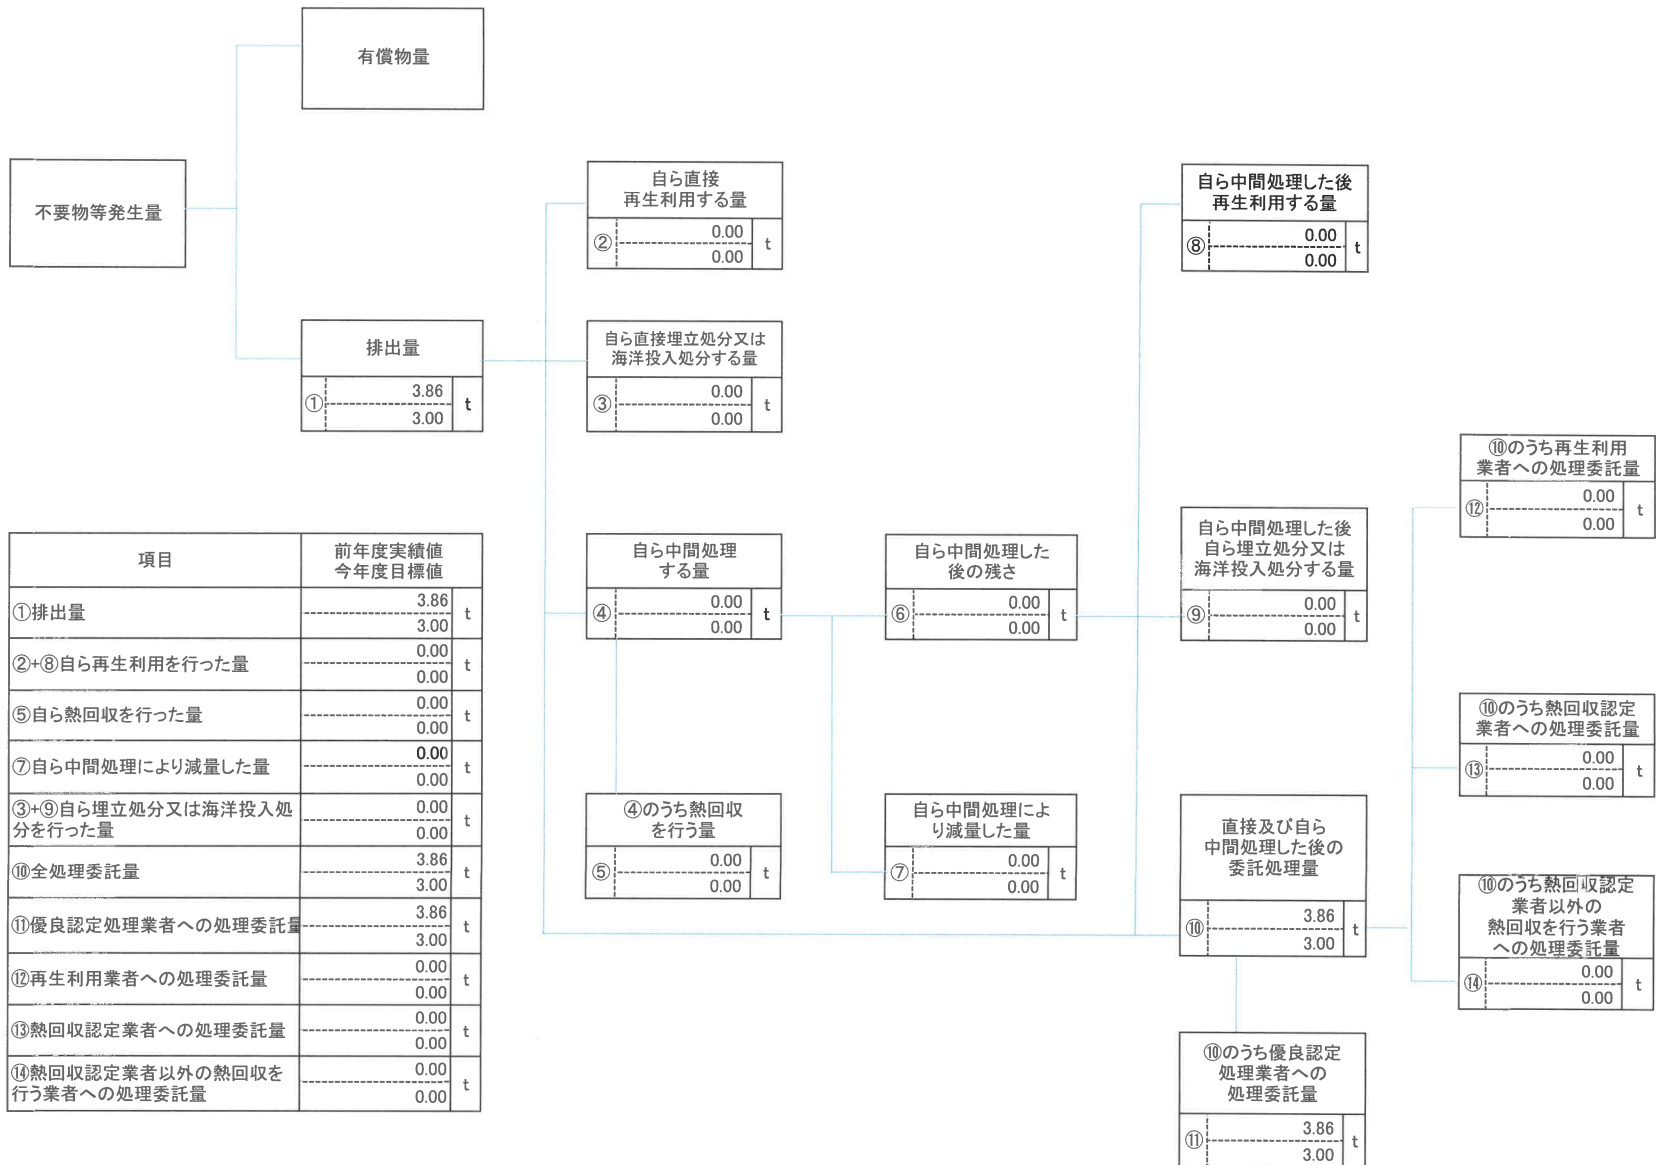 有償物量
不要物等発生量
排出量
①
3.86
3.00
t
自ら直接
再生利用する量
②
0.00
0.00
t
自ら直接埋立処分又は
海洋投入処分する量
③
0.00
0.00
t
自ら中間処理
する量
④
0.00
0.00
t
④のうち熱回収
を行う量
⑤
0.00
0.00
t
自ら中間処理した
後の残さ
⑥
0.00
0.00
t
自ら中間処理によ
り減量した量
⑦
0.00
0.00
t
自ら中間処理した後
再生利用する量
⑧
0.00
0.00
t
自ら中間処理した後
自ら埋立処分又は
海洋投入処分する量
⑨
0.00
0.00
t
直接及び自ら
中間処理した後の
委託処理量
⑩
3.86
3.00
t
⑩のうち優良認定
処理業者への
処理委託量
⑪
3.86
3.00
t
⑩のうち再生利用
業者への処理委託量
⑫
0.00
0.00
t
⑩のうち熱回収認定
業者への処理委託量
⑬
0.00
0.00
t
⑩のうち熱回収認定
業者以外の
熱回収を行う業者
への処理委託量
⑭
0.00
0.00
t
項目
前年度実績値
今年度目標値
①排出量
3.86
3.00
t
②+⑧自ら再生利用を行った量
0.00
0.00
t
⑤自ら熱回収を行った量
0.00
0.00
t
⑦自ら中間処理により減量した量
0.00
0.00
t
③+⑨自ら埋立処分又は海洋投入処
分を行った量
0.00
0.00
t
⑩全処理委託量
3.86
3.00
t
⑪優良認定処理業者への処理委託量
3.86
3.00
t
⑫再生利用業者への処理委託量
0.00
0.00
t
⑬熱回収認定業者への処理委託量
0.00
0.00
t
⑭熱回収認定業者以外の熱回収を
行う業者への処理委託量
0.00
0.00
t